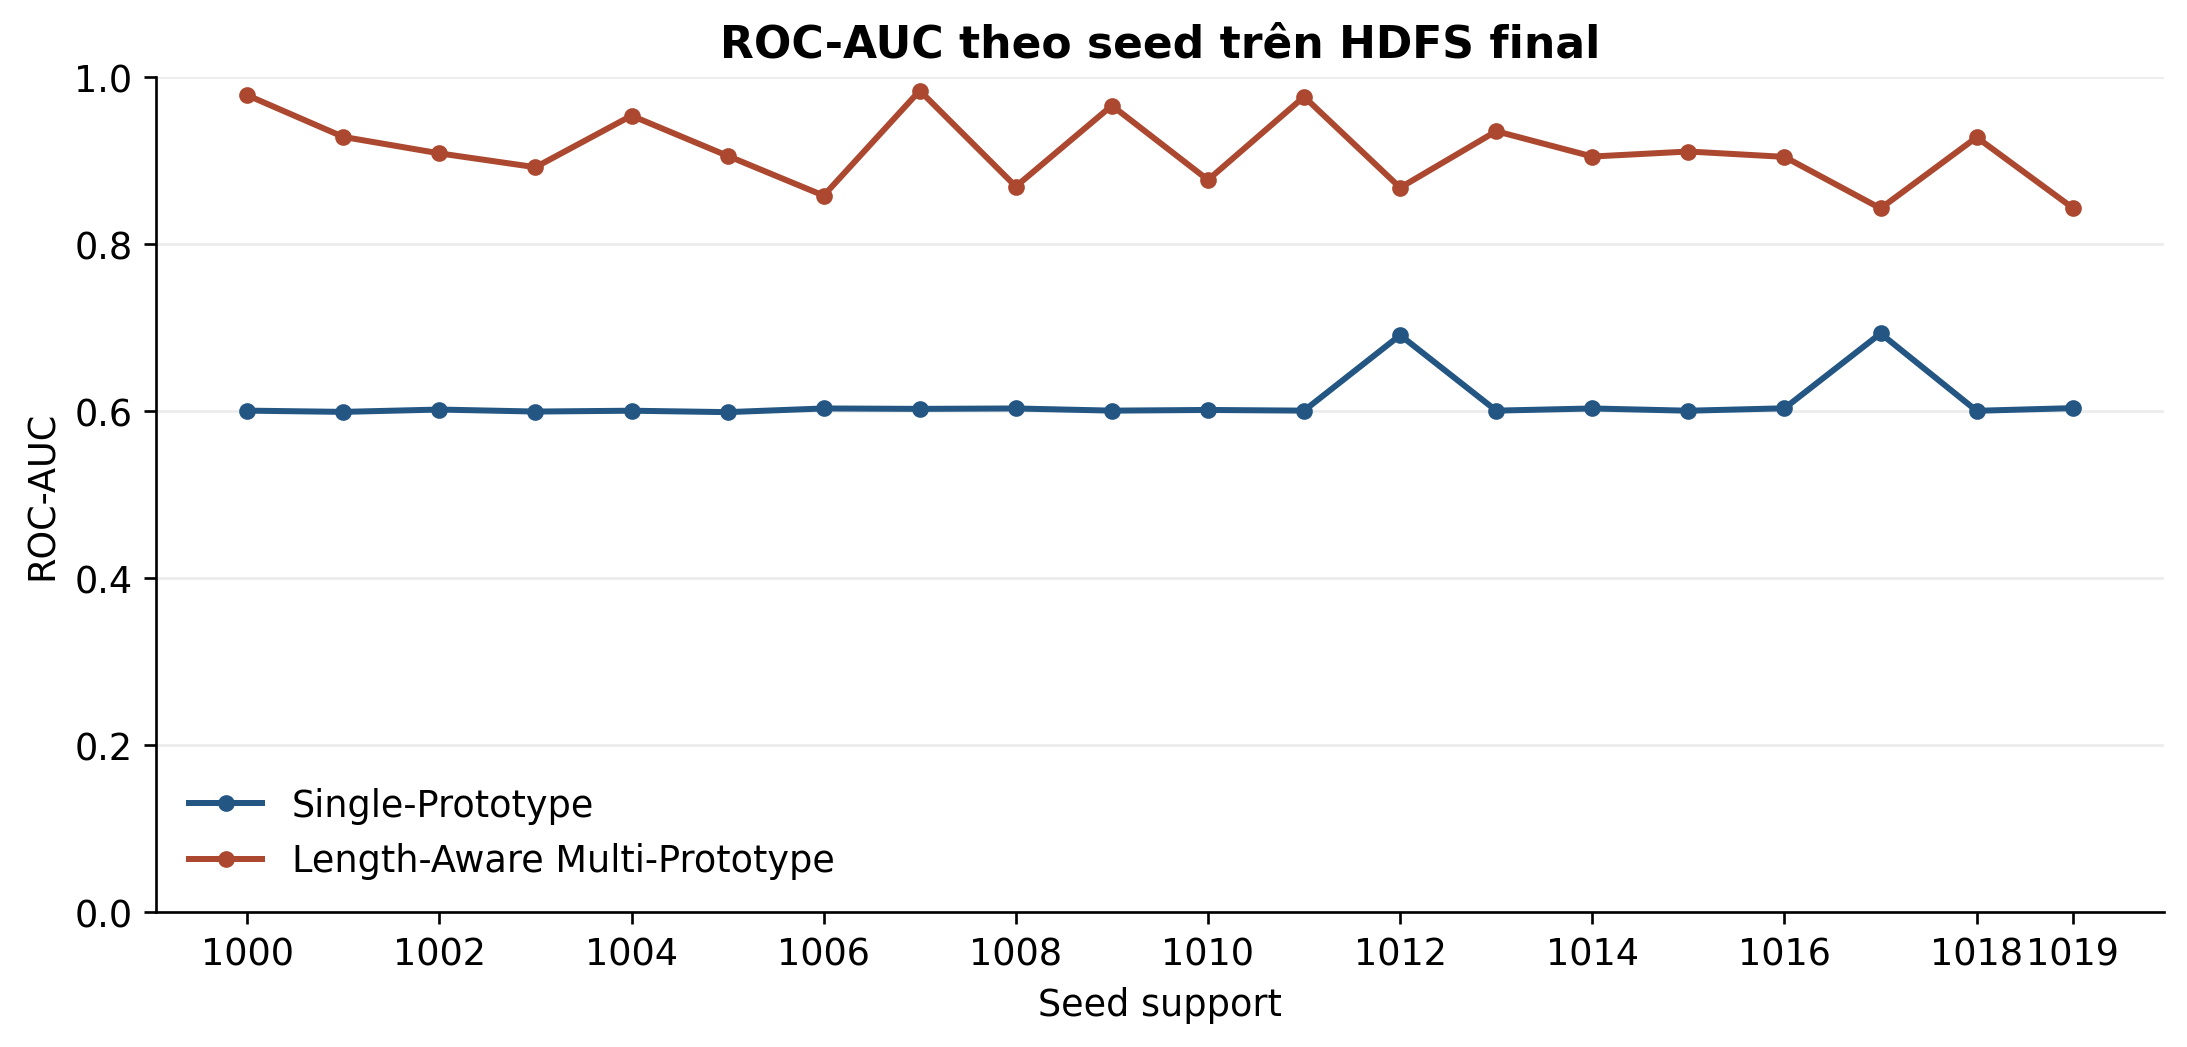 ROC-AUC theo seed trên HDFS final
1.0
0.8
0.6
0.4
0.2
0.0
ROC-AUC
Single-Prototype
Length-Aware Multi-Prototype
1000 1002 1004 1006 1008 1010 1012 1014 1016 1018 1019
Seed support